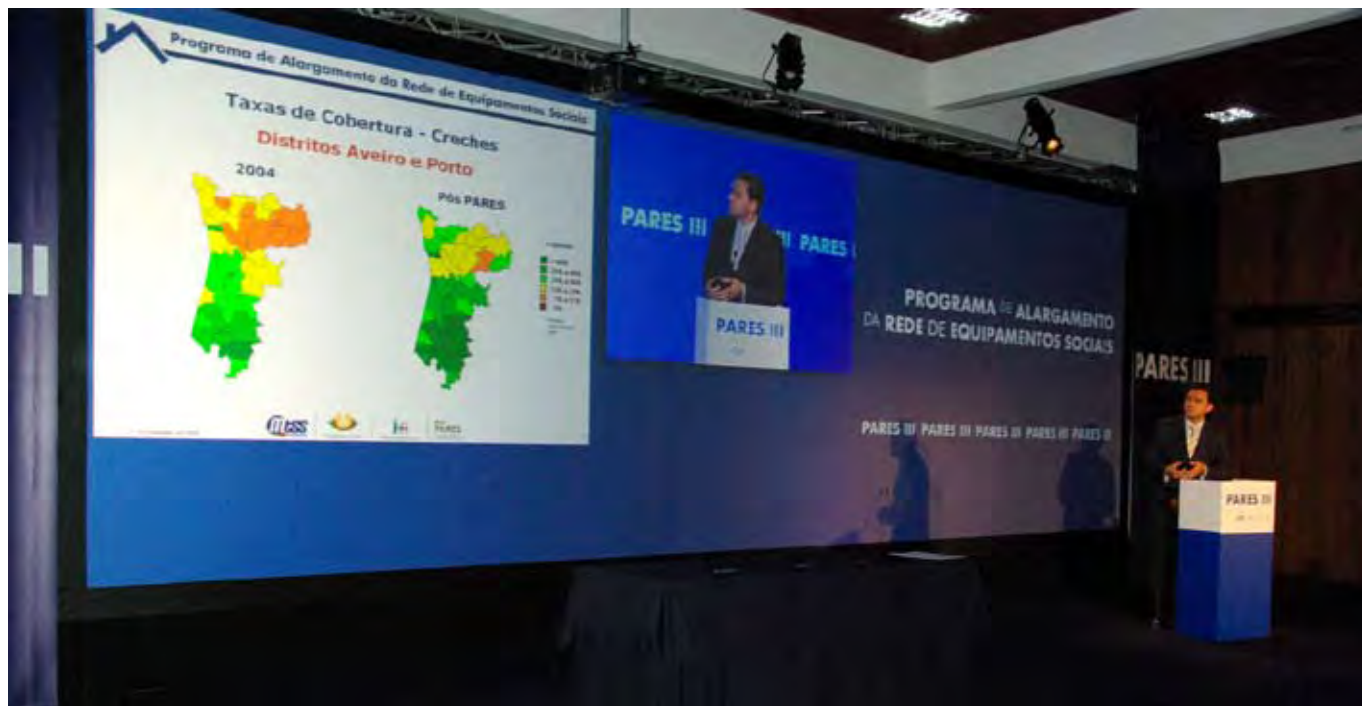 Programa de Alargamento da Rede de Equipamentos Sociais
Taxas de Cobertura - Creches
Distritos Aveiro e Porto
2004
Pós PARES
mtss
PARES
PARES III
III PARES
PARES III
PROGRAMA DE ALARGAMENTO
DA REDE DE EQUIPAMENTOS SOCIAIS
PARES III PARES III PARES III PARES III PARES III
PARES III
PARES III